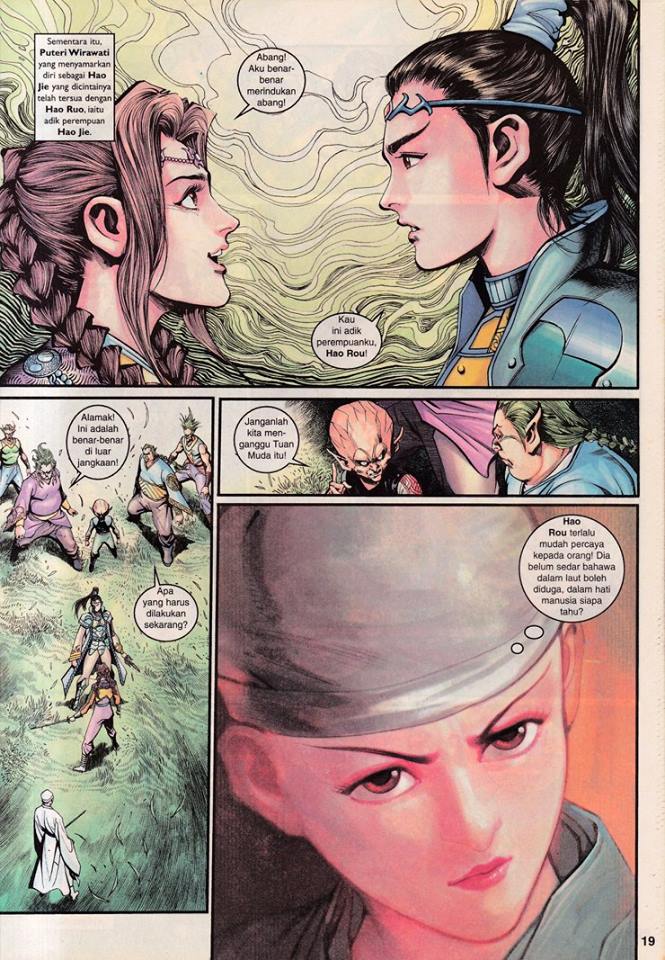 Sementara itu,
Puteri Wirawati
yang menyamarkan
diri sebagai Hao
Jie yang dicintainya
telah tersua dengan
Hao Ruo, iaitu
adik perempuan
Hao Jie.
Abang!
Aku benar-
benar
merindukan
abang!
Kau
ini adik
perempuanku,
Hao Rou!
Alamak!
Ini adalah
benar-benar
di luar
jangkaan!
Apa
yang harus
dilakukan
sekarang?
Janganlah
kita men-
ganggu Tuan
Muda itu!
Hao
Rou terlalu
mudah percaya
kepada orang! Dia
belum sedar bahawa
dalam laut boleh
diduga, dalam hati
manusia siapa
tahu?
19